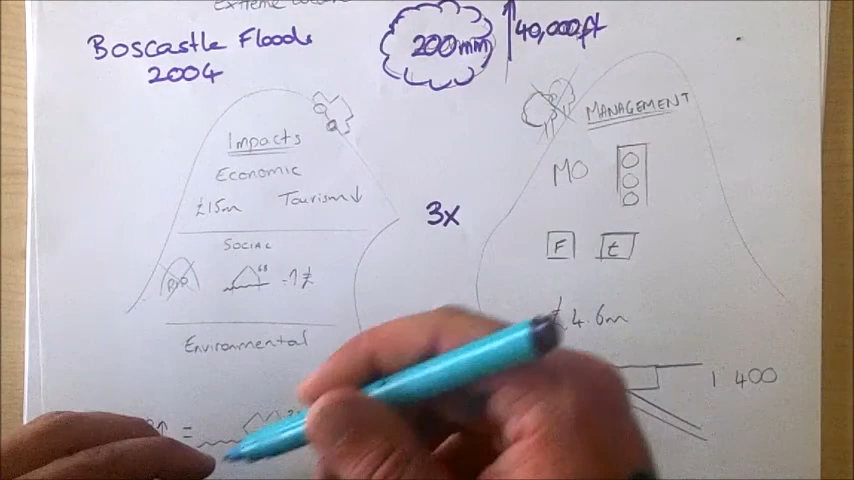 Boscastle Floods
2004
200mm
40,000ft
Impacts
Economic
£15m Tourism↓
SOCIAL
68
Environmental
3x
MANAGEMENT
MO
F t
£4.6m
1 400